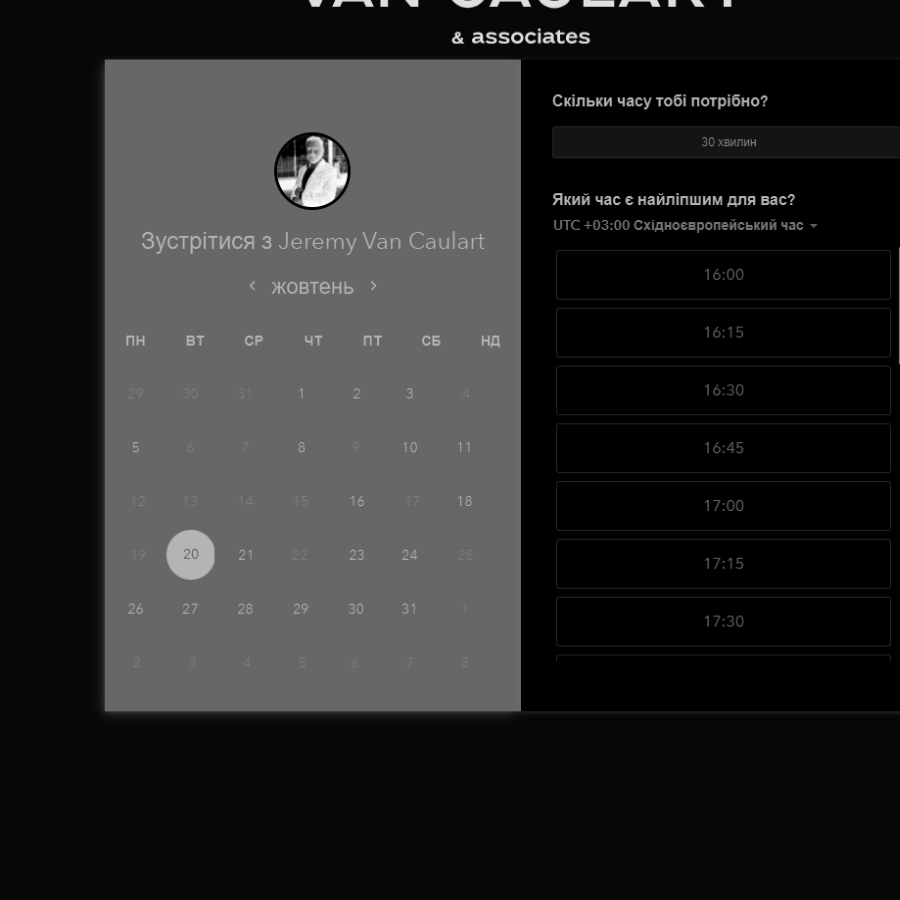 VAN CAULART
& associates
Зустрітися з Jeremy Van Caulart
жовтень
ПН ВТ СР ЧТ ПТ СБ НД
29 30 31 1 2 3 4
5 6 7 8 9 10 11
12 13 14 15 16 17 18
19 20 21 22 23 24 25
26 27 28 29 30 31 1
2 3 4 5 6 7 8
Скільки часу тобі потрібно?
30 хвилин
Який час є найліпшим для вас?
UTC +03:00 Східноєвропейський час
16:00
16:15
16:30
16:45
17:00
17:15
17:30